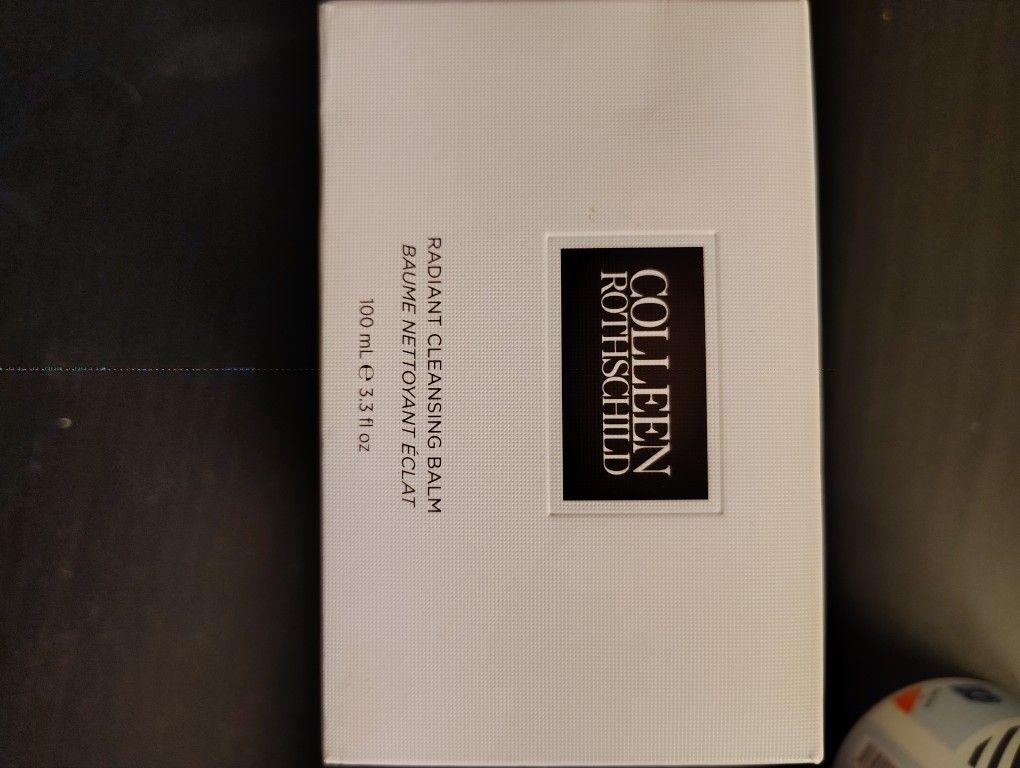 COLLEEN
ROTHSCHILD
RADIANT CLEANSING BALM
BAUME NETTOYANT ÉCLAT
100 mL ℮ 3.3 fl oz